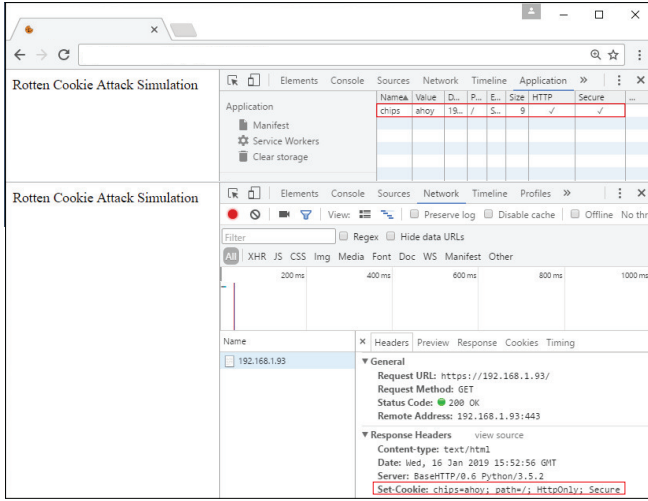 Rotten Cookie Attack Simulation
Elements Console Sources Network Timeline Application »
Name Value D... P... E... Size HTTP Secure ...
chips ahoy 19... / S... 9 ✓ ✓
Application
Manifest
Service Workers
Clear storage
Rotten Cookie Attack Simulation
Elements Console Sources Network Timeline Profiles »
View: Preserve log Disable cache Offline No thr
Filter Regex Hide data URLs
All XHR JS CSS Img Media Font Doc WS Manifest Other
200 ms 400 ms 600 ms 800 ms 1000 ms
Name × Headers Preview Response Cookies Timing
192.168.1.93
▼ General
Request URL: https://192.168.1.93/
Request Method: GET
Status Code: 200 OK
Remote Address: 192.168.1.93:443
▼ Response Headers view source
Content-type: text/html
Date: Wed, 16 Jan 2019 15:52:56 GMT
Server: BaseHTTP/0.6 Python/3.5.2
Set-Cookie: chips=ahoy; path=/; HttpOnly; Secure